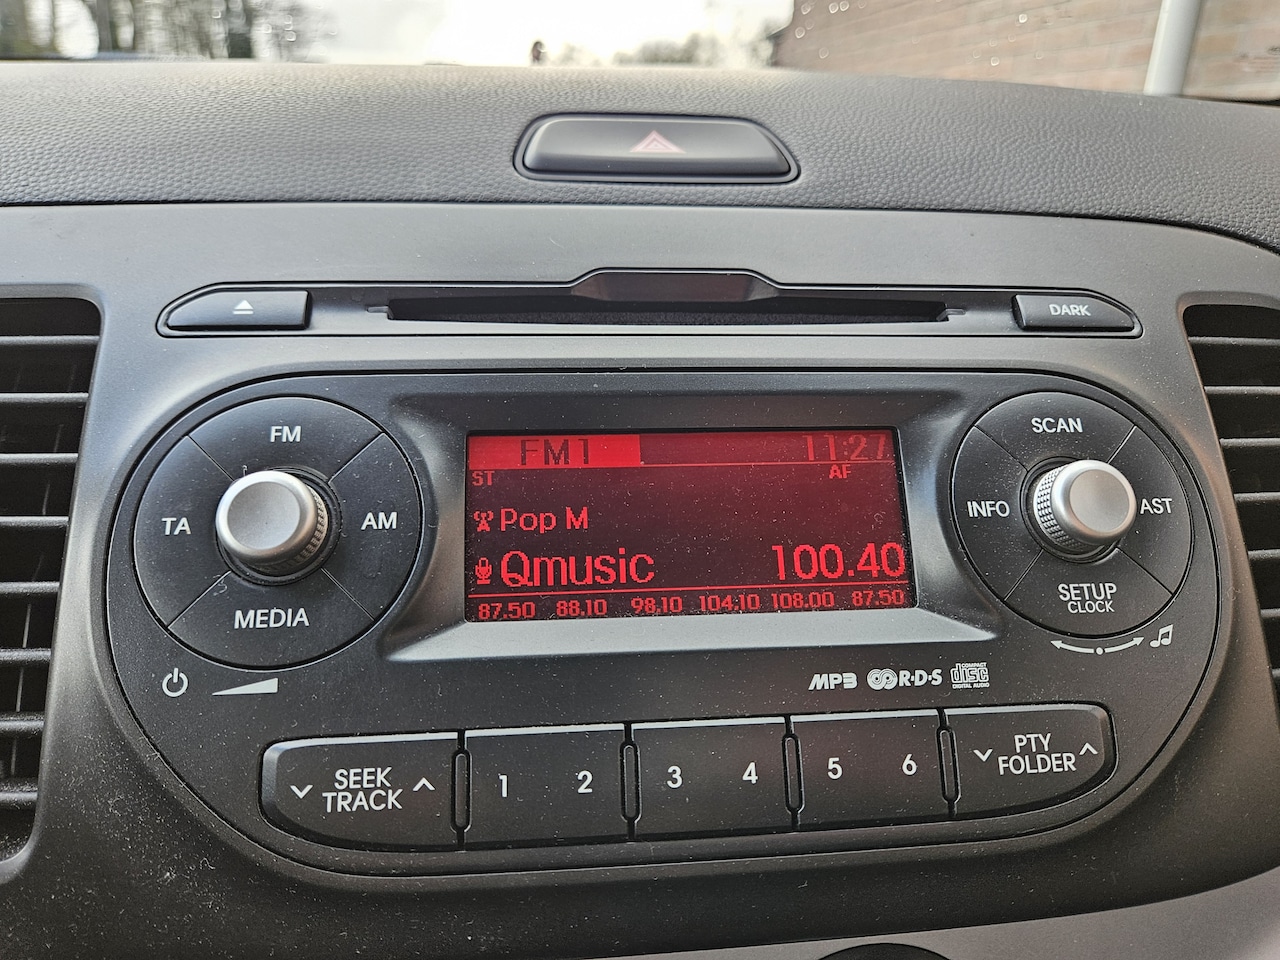 DARK
FM
TA
AM
MEDIA
FM1 11:27
ST AF
Pop M
Qmusic 100.40
87.50 88.10 98.10 104.10 108.00 87.50
SCAN
INFO
AST
SETUP
CLOCK
MP3 R·D·S COMPACT disc DIGITAL AUDIO
SEEK
TRACK
1 2 3 4 5 6
PTY
FOLDER